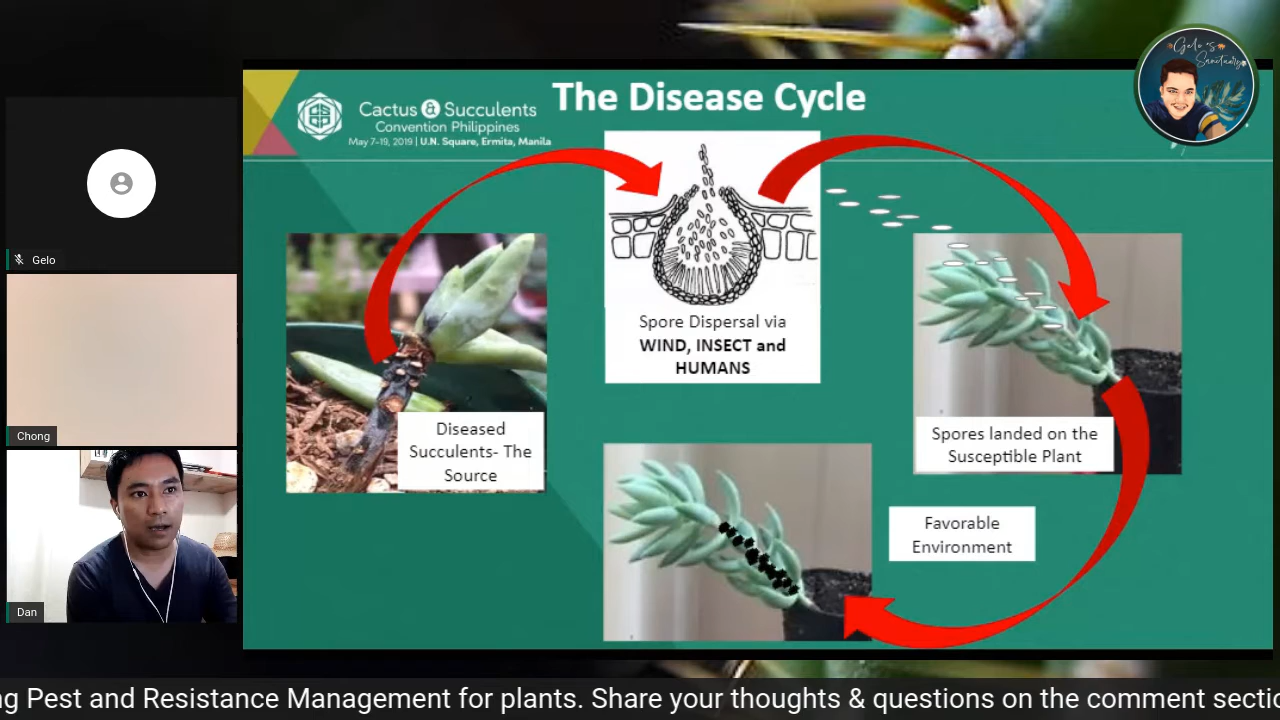 Gelo's
Sanctuary
The Disease Cycle
Cactus & Succulents
Convention Philippines
May 7-19, 2019 | U.N. Square, Ermita, Manila
Spore Dispersal via
WIND, INSECT and
HUMANS
Diseased
Succulents- The
Source
Spores landed on the
Susceptible Plant
Favorable
Environment
Gelo
Chong
Dan
ng Pest and Resistance Management for plants. Share your thoughts & questions on the comment sectio